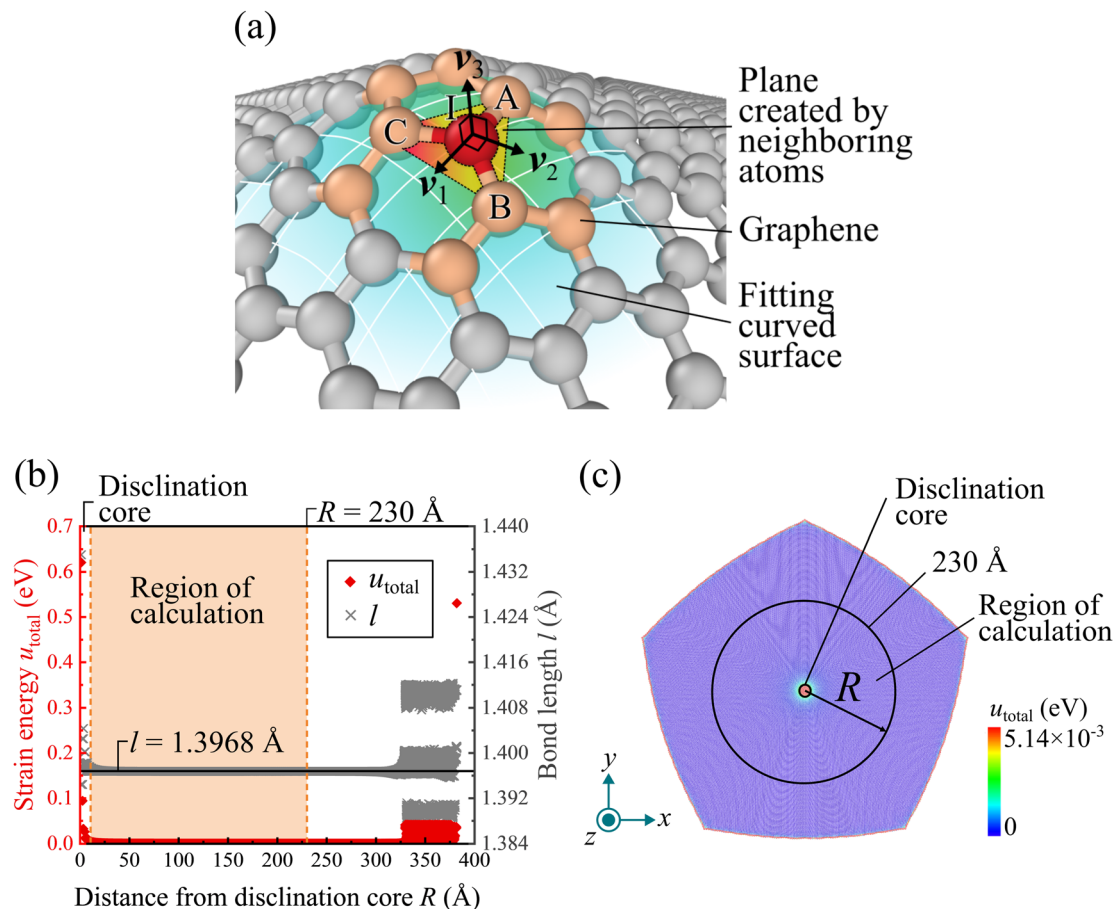 (a)
v3
A
I
C
v1
v2
B
Plane
created by
neighboring
atoms
Graphene
Fitting
curved
surface
(b)
Disclination
core
R = 230 Å
Region of
calculation
u_total
l
l = 1.3968 Å
Strain energy u_total (eV)
0.7
0.6
0.5
0.4
0.3
0.2
0.1
0.0
1.440
1.432
1.424
1.416
1.408
1.400
1.392
1.384
Bond length l (Å)
0
50
100
150
200
250
300
350
400
Distance from disclination core R (Å)
(c)
Disclination
core
230 Å
Region of
calculation
R
u_total (eV)
5.14×10⁻³
0
y
x
z